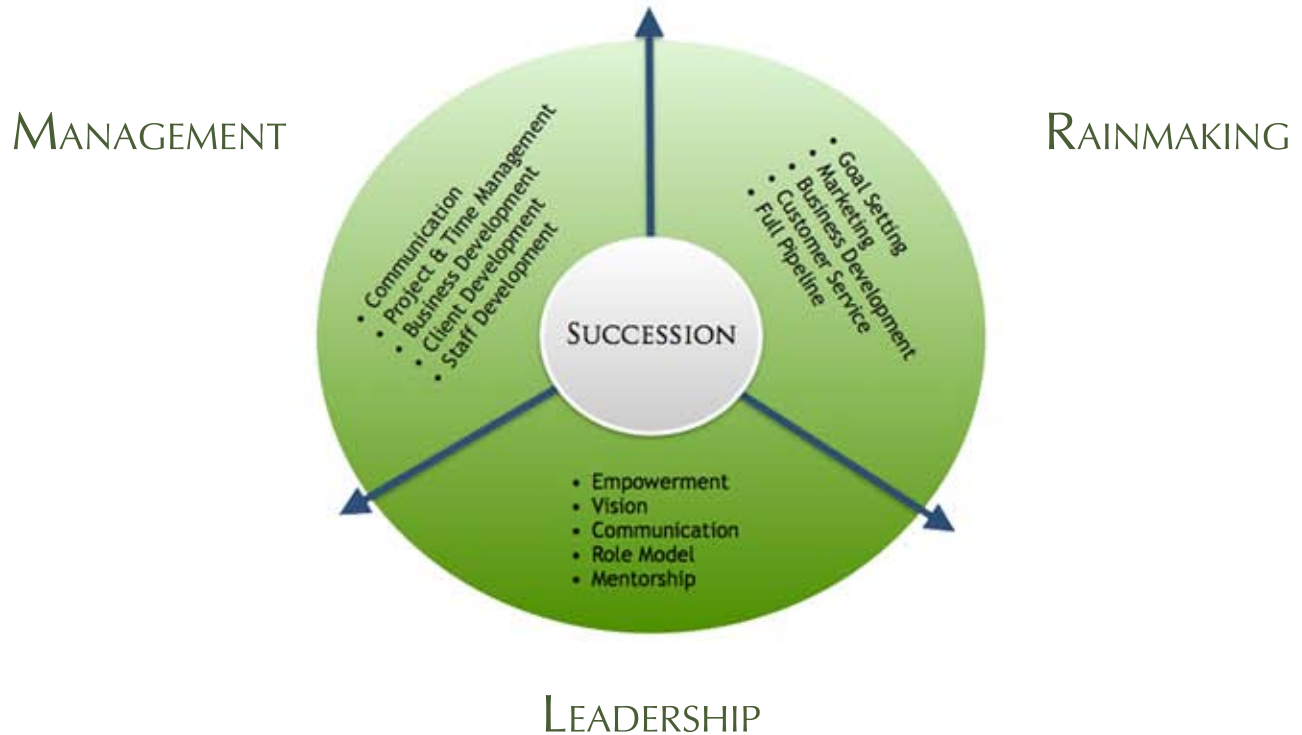 MANAGEMENT
RAINMAKING
• Communication
• Project & Time Management
• Business Development
• Client Development
• Staff Development
• Goal Setting
• Marketing
• Business Development
• Customer Service
• Full Pipeline
SUCCESSION
• Empowerment
• Vision
• Communication
• Role Model
• Mentorship
LEADERSHIP